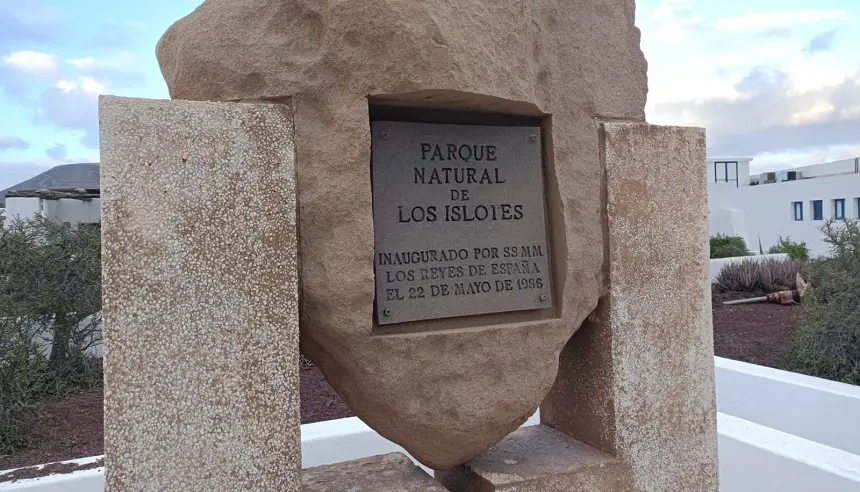 PARQUE
NATURAL
DE
LOS ISLOTES
INAUGURADO POR SS MM
LOS REYES DE ESPAÑA
EL 22 DE MAYO DE 1986